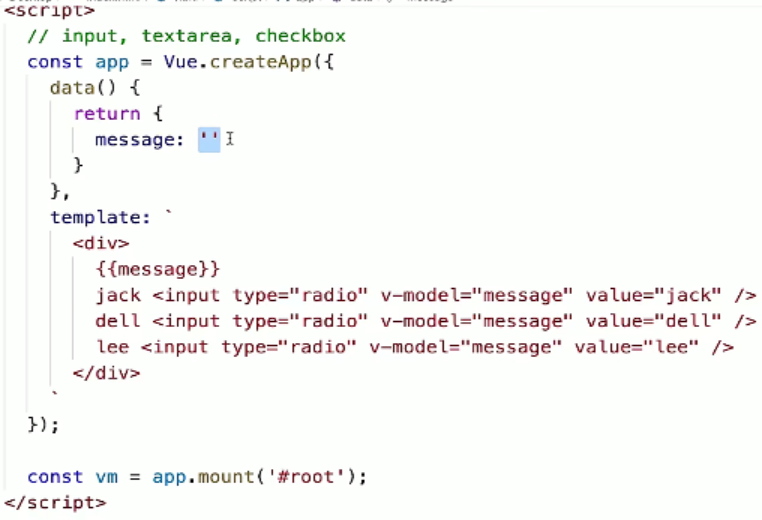 <script>
// input, textarea, checkbox
const app = Vue.createApp({
data() {
return {
message: ''
}
},
template: `
<div>
{{message}}
jack <input type="radio" v-model="message" value="jack" />
dell <input type="radio" v-model="message" value="dell" />
lee <input type="radio" v-model="message" value="lee" />
</div>
`
});
const vm = app.mount('#root');
</script>